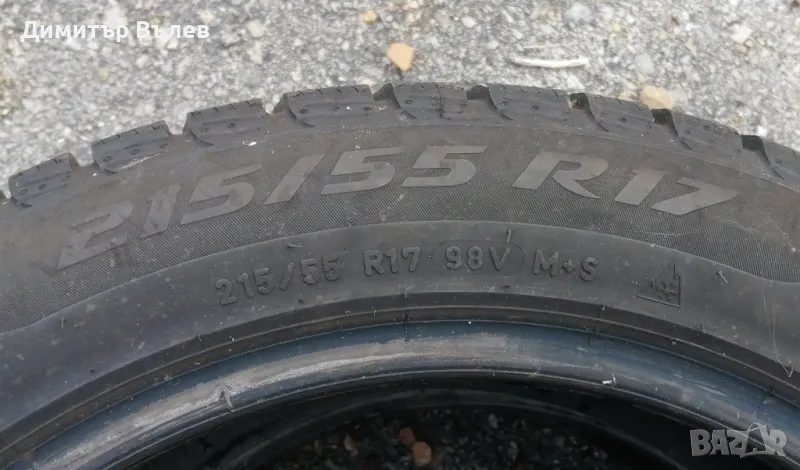 Димитър Вълев
215/55 R17
215/55 R17 98V M+S
BAZAR